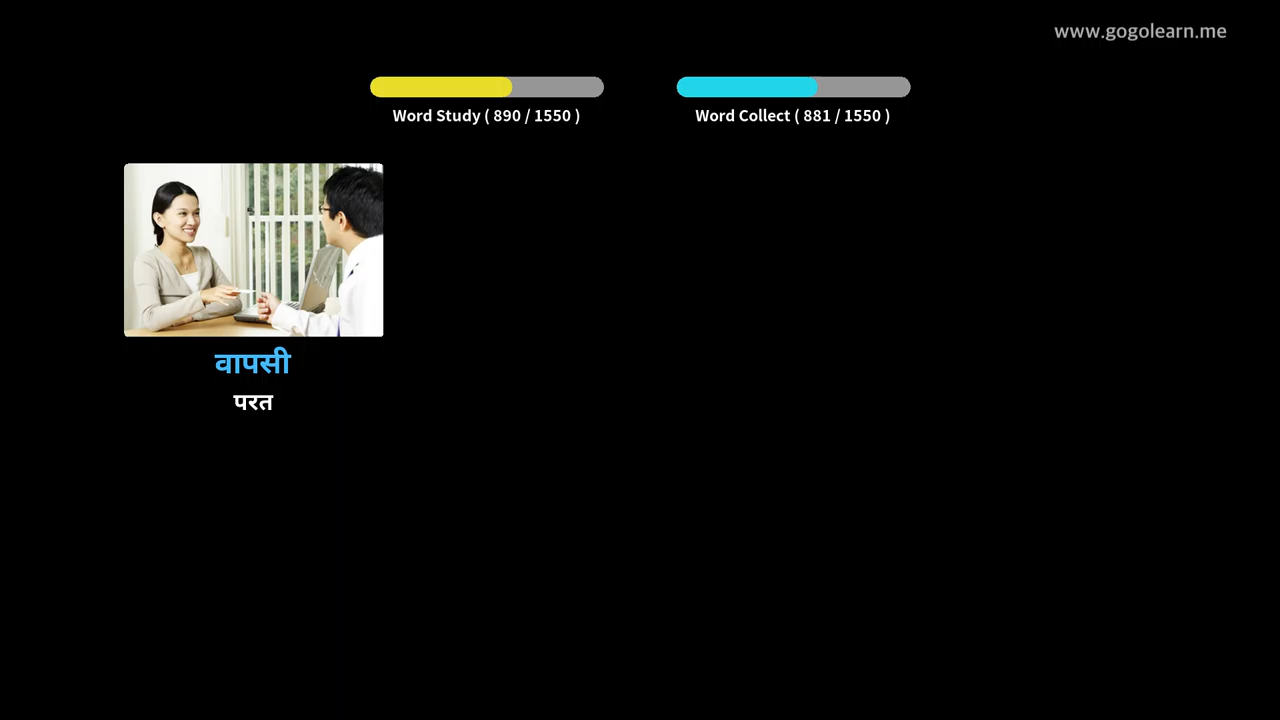 www.gogolearn.me
Word Study ( 890 / 1550 )
Word Collect ( 881 / 1550 )
वापसी
परत